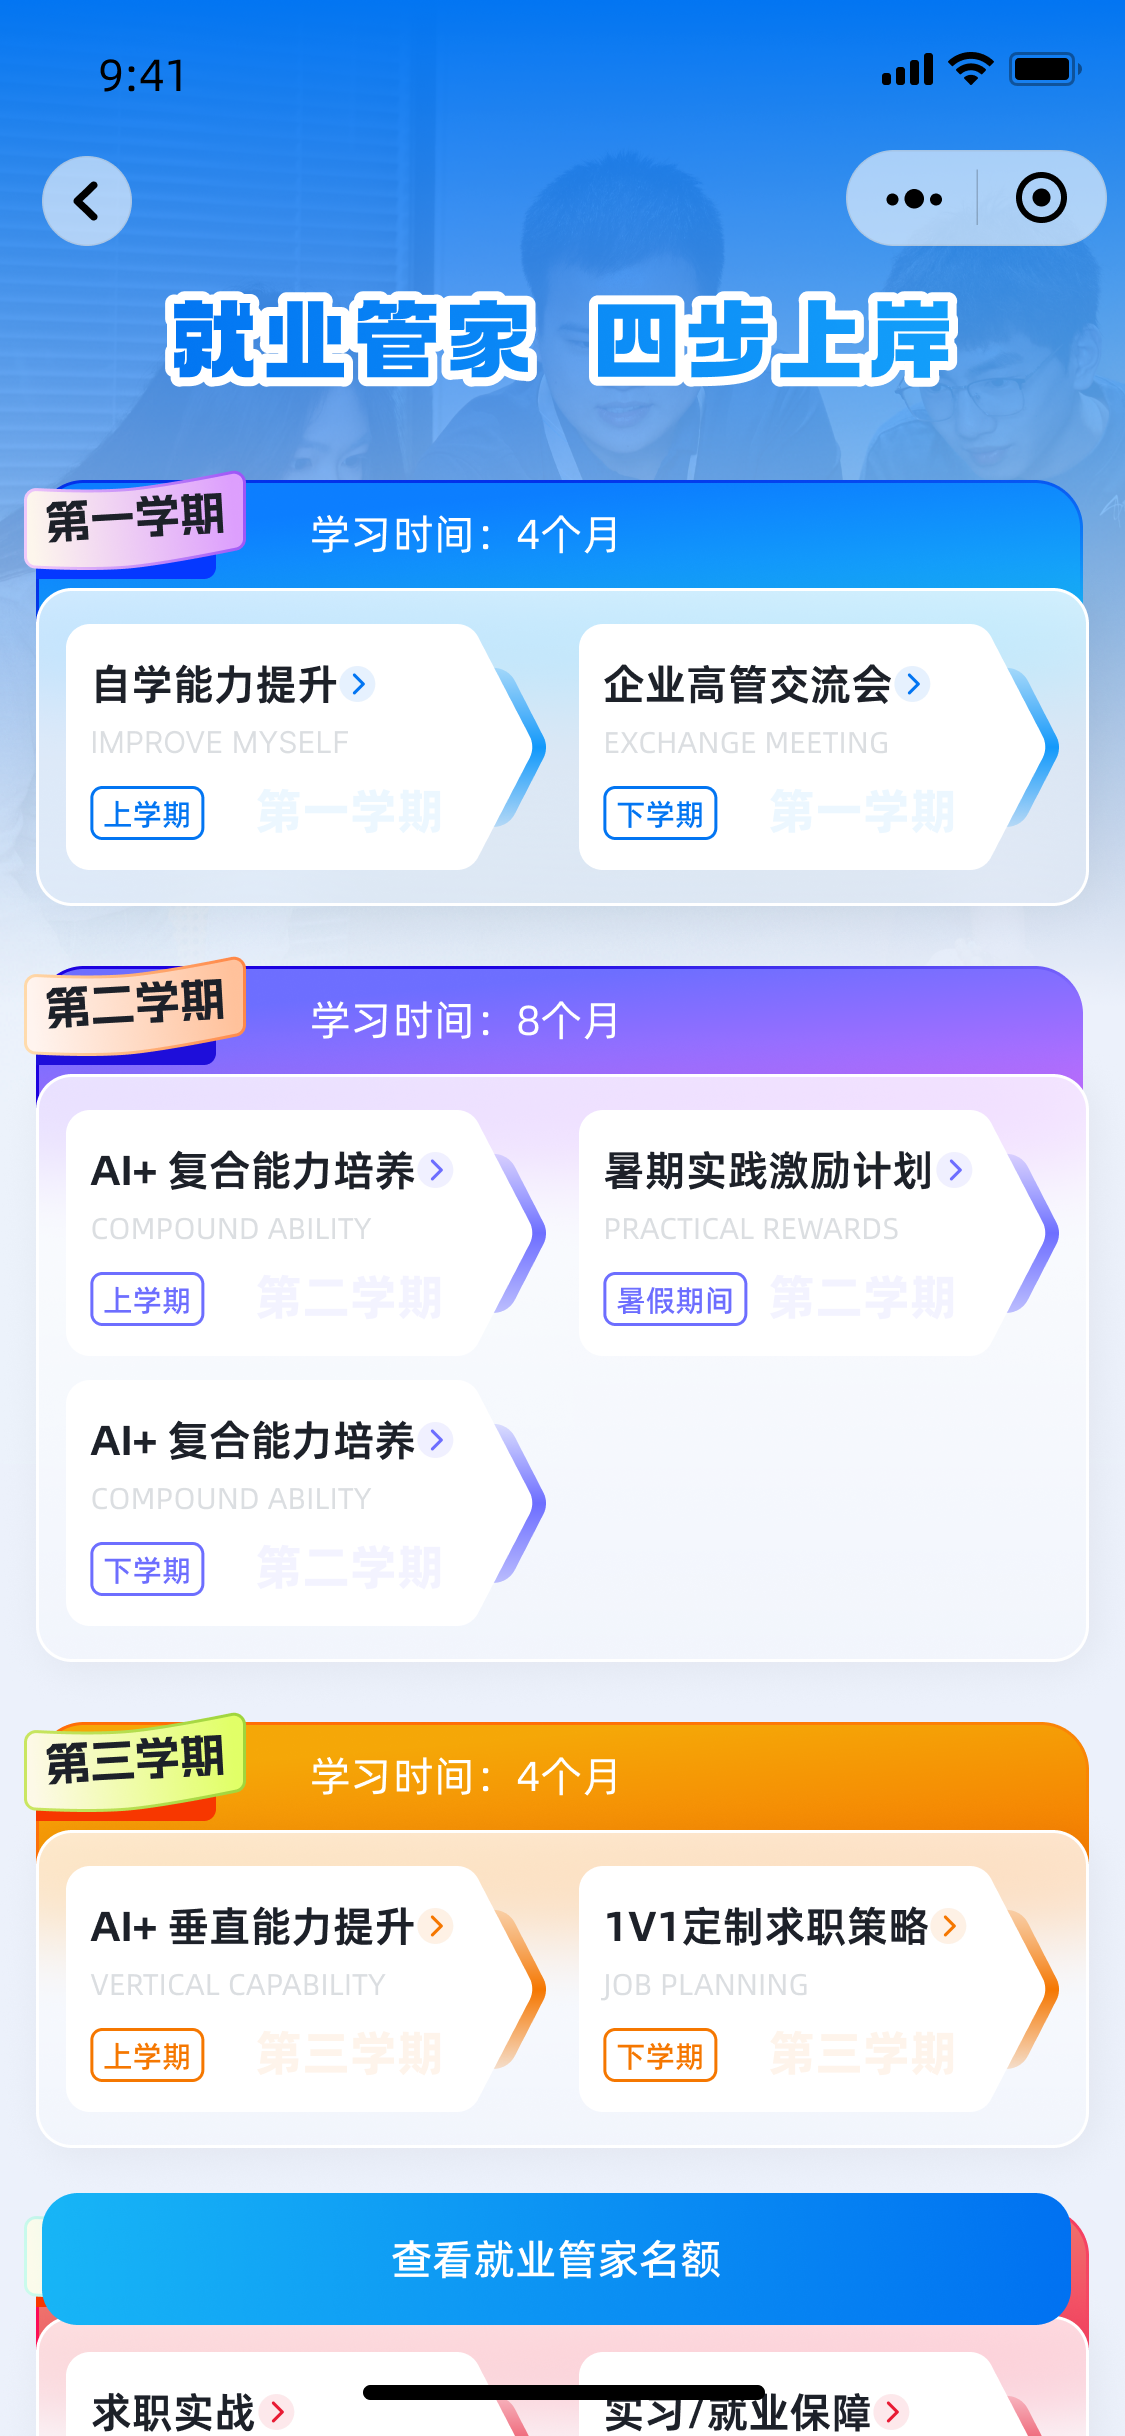 9:41
就业管家 四步上岸
第一学期
学习时间：4个月
自学能力提升
IMPROVE MYSELF
上学期
第一学期
企业高管交流会
EXCHANGE MEETING
下学期
第一学期
第二学期
学习时间：8个月
AI+ 复合能力培养
COMPOUND ABILITY
上学期
第二学期
暑期实践激励计划
PRACTICAL REWARDS
暑假期间
第二学期
AI+ 复合能力培养
COMPOUND ABILITY
下学期
第二学期
第三学期
学习时间：4个月
AI+ 垂直能力提升
VERTICAL CAPABILITY
上学期
第三学期
1V1定制求职策略
JOB PLANNING
下学期
第三学期
查看就业管家名额
求职实战
实习/就业保障